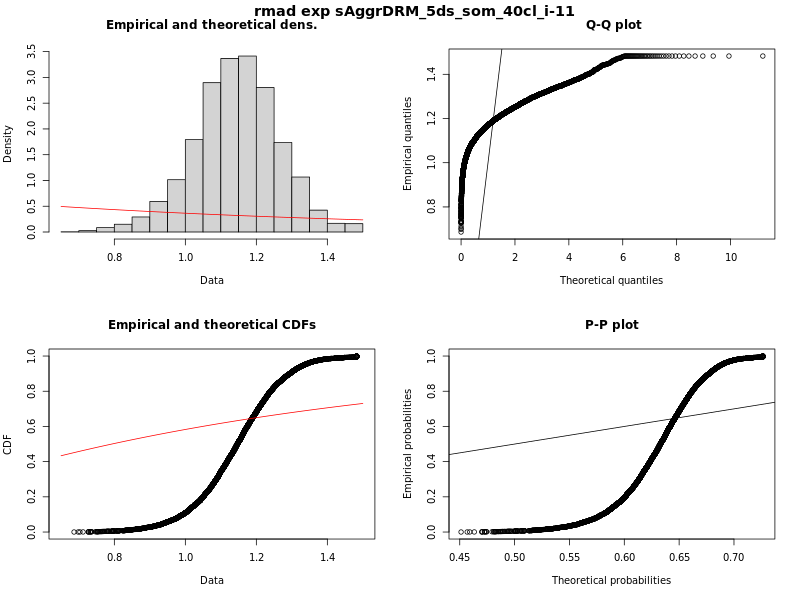 rmad exp sAggrDRM_5ds_som_40cl_i-11
Empirical and theoretical dens.
Density
0.0 0.5 1.0 1.5 2.0 2.5 3.0 3.5
0.8 1.0 1.2 1.4
Data
Q-Q plot
Empirical quantiles
0.8 1.0 1.2 1.4
0 2 4 6 8 10
Theoretical quantiles
Empirical and theoretical CDFs
CDF
0.0 0.2 0.4 0.6 0.8 1.0
0.8 1.0 1.2 1.4
Data
P-P plot
Empirical probabilities
0.0 0.2 0.4 0.6 0.8 1.0
0.45 0.50 0.55 0.60 0.65 0.70
Theoretical probabilities